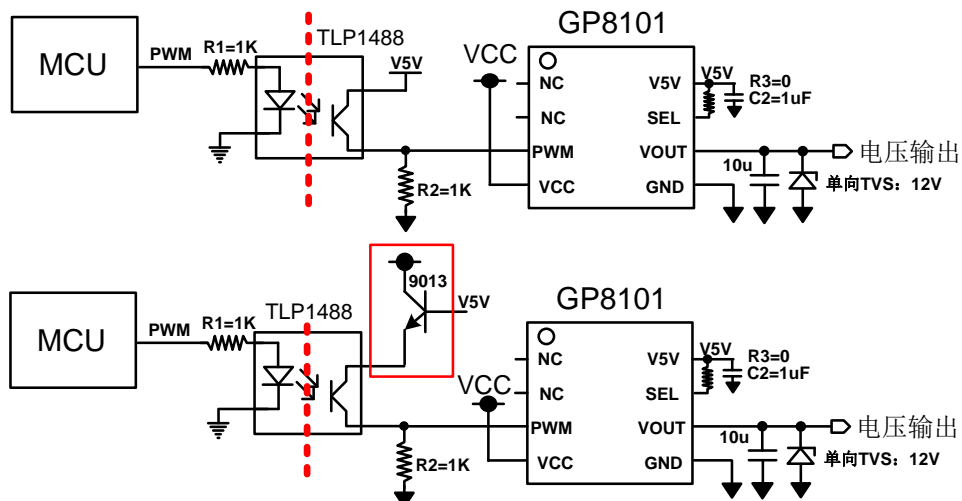 GP8101
TLP1488
MCU
PWM
R1=1K
V5V
VCC
NC
NC
PWM
VCC
V5V
SEL
VOUT
GND
V5V
R3=0
C2=1uF
R2=1K
10u
电压输出
单向TVS：12V
9013
V5V
GP8101
TLP1488
MCU
PWM
R1=1K
VCC
NC
NC
PWM
VCC
V5V
SEL
VOUT
GND
V5V
R3=0
C2=1uF
R2=1K
10u
电压输出
单向TVS：12V